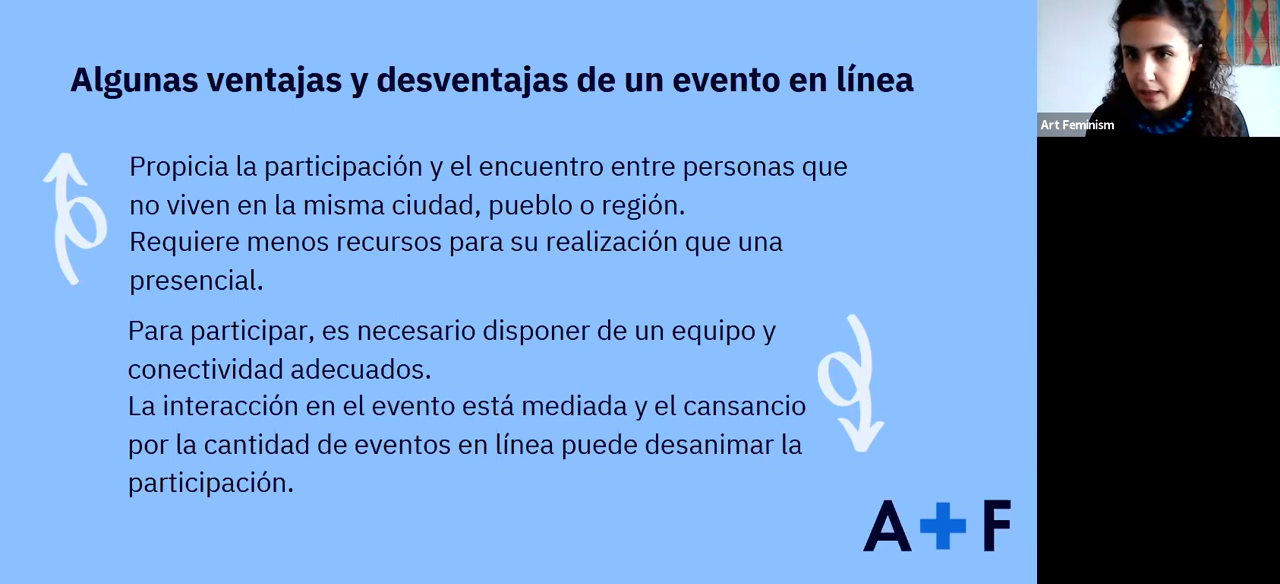 Algunas ventajas y desventajas de un evento en línea
Propicia la participación y el encuentro entre personas que
no viven en la misma ciudad, pueblo o región.
Requiere menos recursos para su realización que una
presencial.
Para participar, es necesario disponer de un equipo y
conectividad adecuados.
La interacción en el evento está mediada y el cansancio
por la cantidad de eventos en línea puede desanimar la
participación.
A+F
Art Feminism